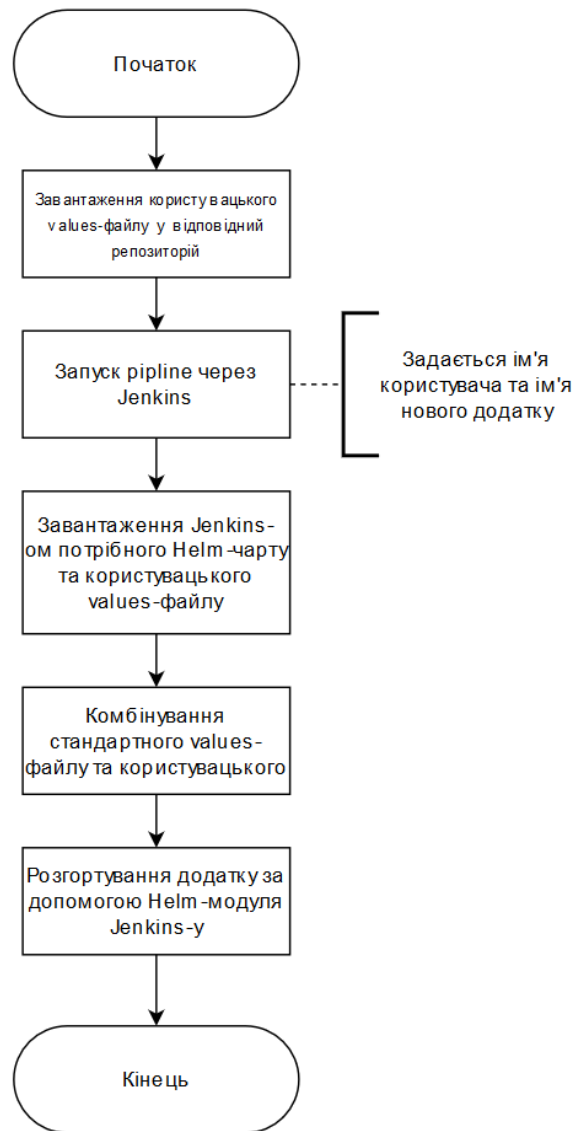 Початок
Завантаження користувацького
values-файлу у відповідний
репозиторій
Запуск pipline через
Jenkins
Задається ім'я
користувача та ім'я
нового додатку
Завантаження Jenkins-
ом потрібного Helm-чарту
та користувацького
values-файлу
Комбінування
стандартного values-
файлу та користувацького
Розгортування додатку за
допомогою Helm-модуля
Jenkins-у
Кінець